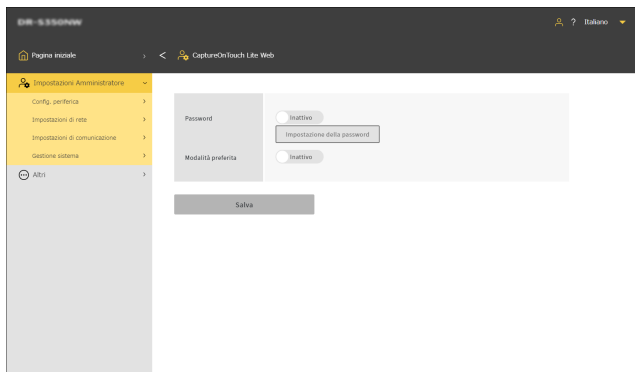 DR-S350NW
? Italiano
Pagina iniziale
CaptureOnTouch Lite Web
Impostazioni Amministratore
Config. periferica
Impostazioni di rete
Impostazioni di comunicazione
Gestione sistema
Altri
Password
Inattivo
Impostazione della password
Modalità preferita
Inattivo
Salva